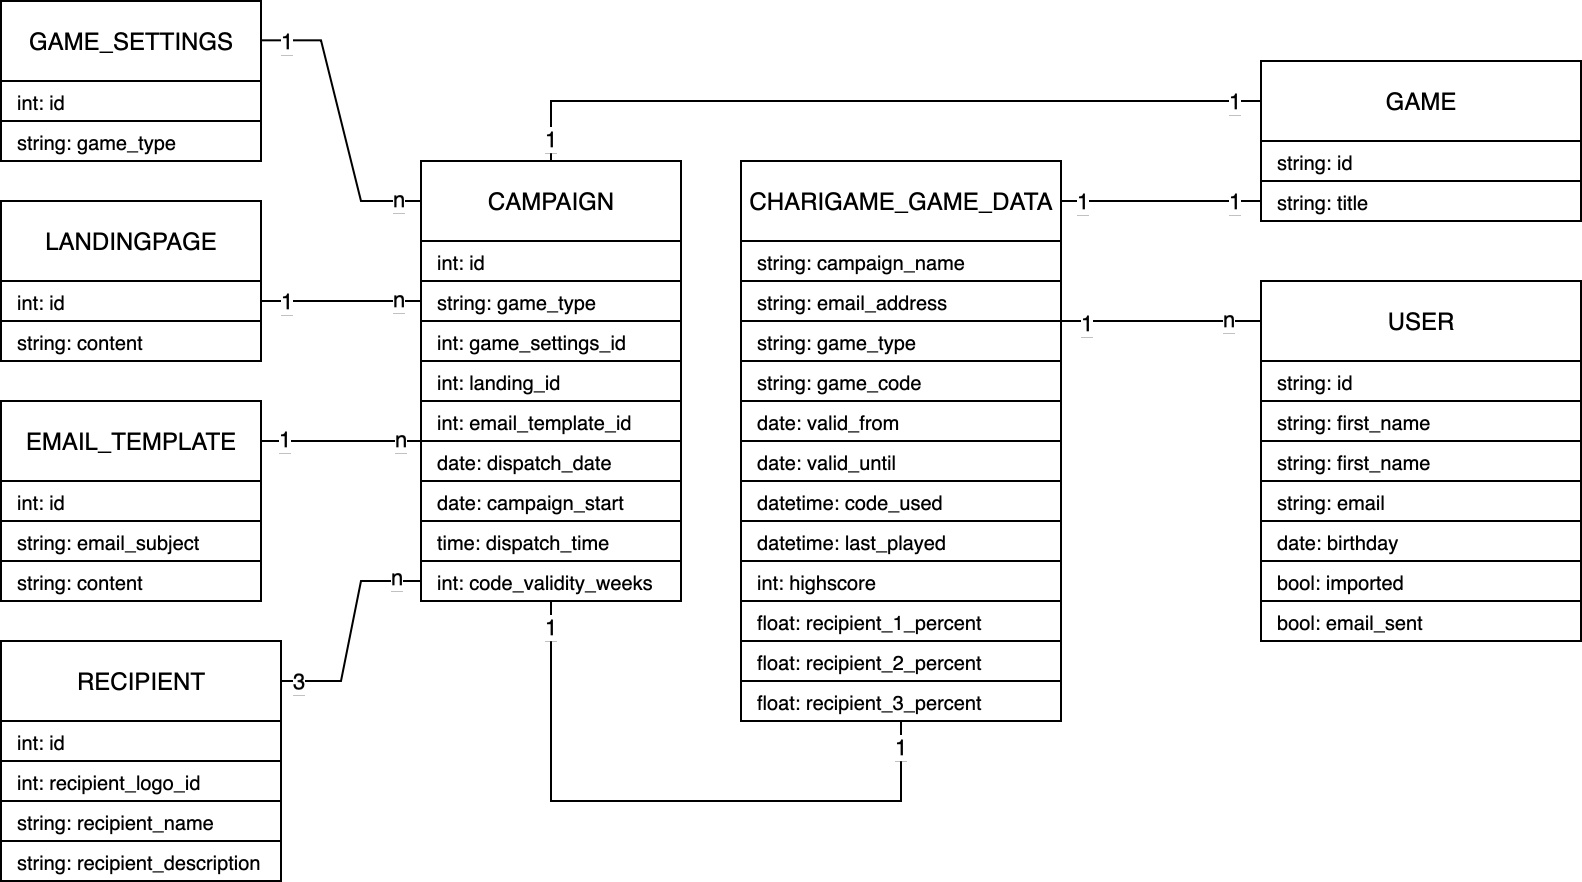 GAME_SETTINGS
int: id
string: game_type
1
n
LANDINGPAGE
int: id
string: content
1
n
EMAIL_TEMPLATE
int: id
string: email_subject
string: content
1
n
RECIPIENT
int: id
int: recipient_logo_id
string: recipient_name
string: recipient_description
3
n
CAMPAIGN
int: id
string: game_type
int: game_settings_id
int: landing_id
int: email_template_id
date: dispatch_date
date: campaign_start
time: dispatch_time
int: code_validity_weeks
1
1
1
1
CHARIGAME_GAME_DATA
string: campaign_name
string: email_address
string: game_type
string: game_code
date: valid_from
date: valid_until
datetime: code_used
datetime: last_played
int: highscore
float: recipient_1_percent
float: recipient_2_percent
float: recipient_3_percent
1
1
1
n
GAME
string: id
string: title
USER
string: id
string: first_name
string: first_name
string: email
date: birthday
bool: imported
bool: email_sent